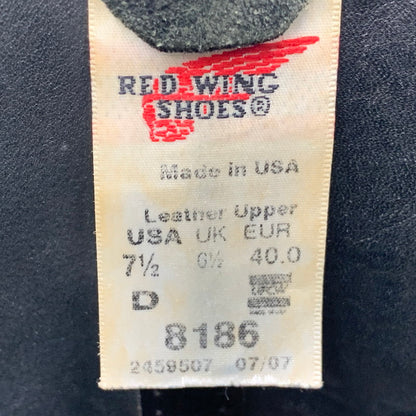 RED WING
SHOES®
Made in USA
Leather Upper
USA UK EUR
7½ 6½ 40.0
D
8186
2459507 07/07